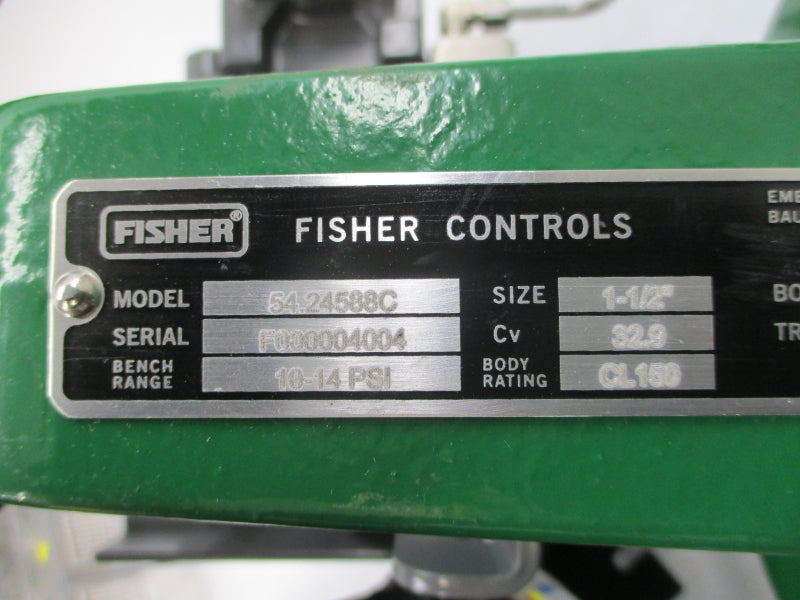 FISHER® FISHER CONTROLS
MODEL 54.24588C SIZE 1-1/2"
SERIAL F000004004 Cv 32.9
BENCH RANGE 10-14 PSI BODY RATING CL150